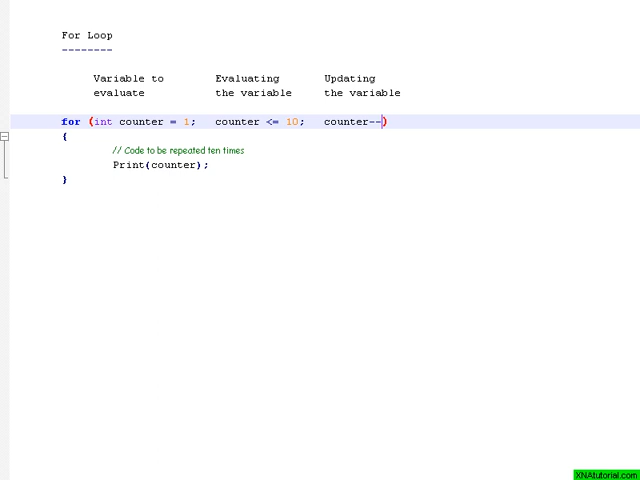 For Loop
--------
Variable to Evaluating Updating
evaluate the variable the variable
for (int counter = 1; counter <= 10; counter--)
{
// Code to be repeated ten times
Print(counter);
}
XNAtutorial.com